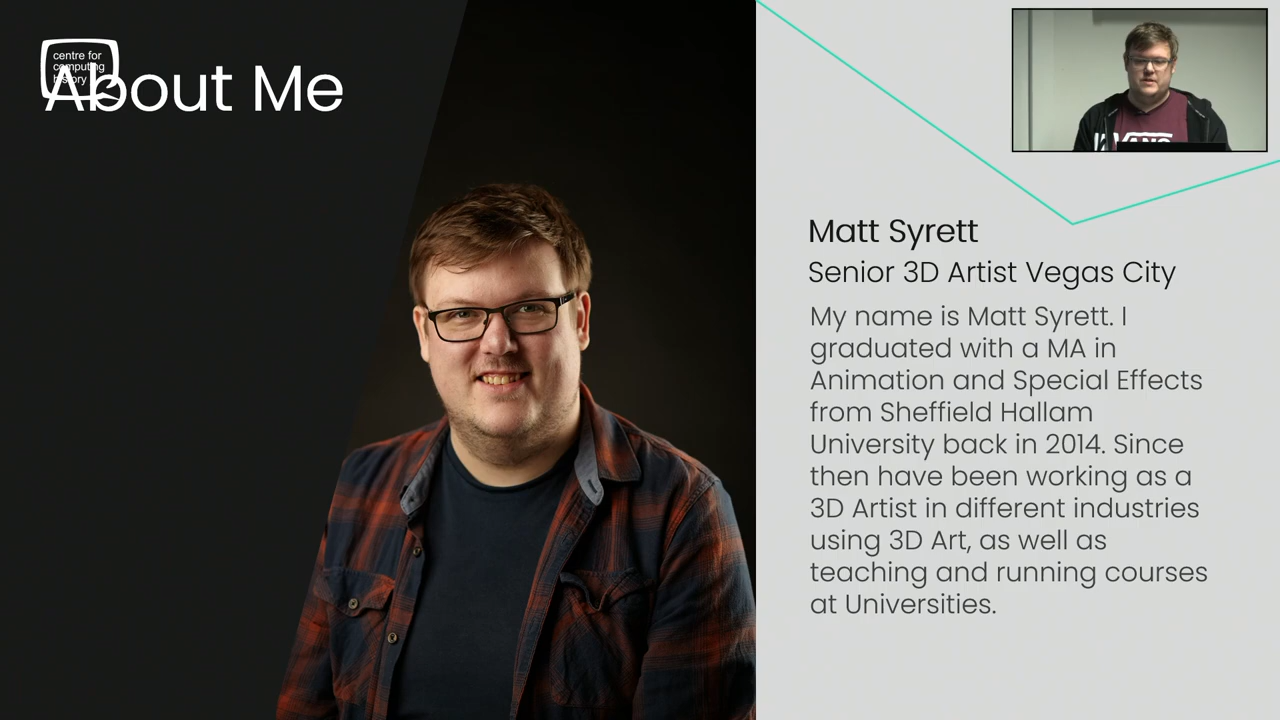 centre for
computing
history
About Me
VANS
Matt Syrett
Senior 3D Artist Vegas City
My name is Matt Syrett. I
graduated with a MA in
Animation and Special Effects
from Sheffield Hallam
University back in 2014. Since
then have been working as a
3D Artist in different industries
using 3D Art, as well as
teaching and running courses
at Universities.